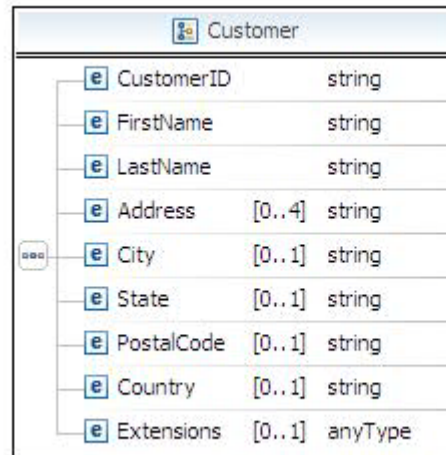 Customer
e CustomerID string
e FirstName string
e LastName string
e Address [0..4] string
e City [0..1] string
e State [0..1] string
e PostalCode [0..1] string
e Country [0..1] string
e Extensions [0..1] anyType